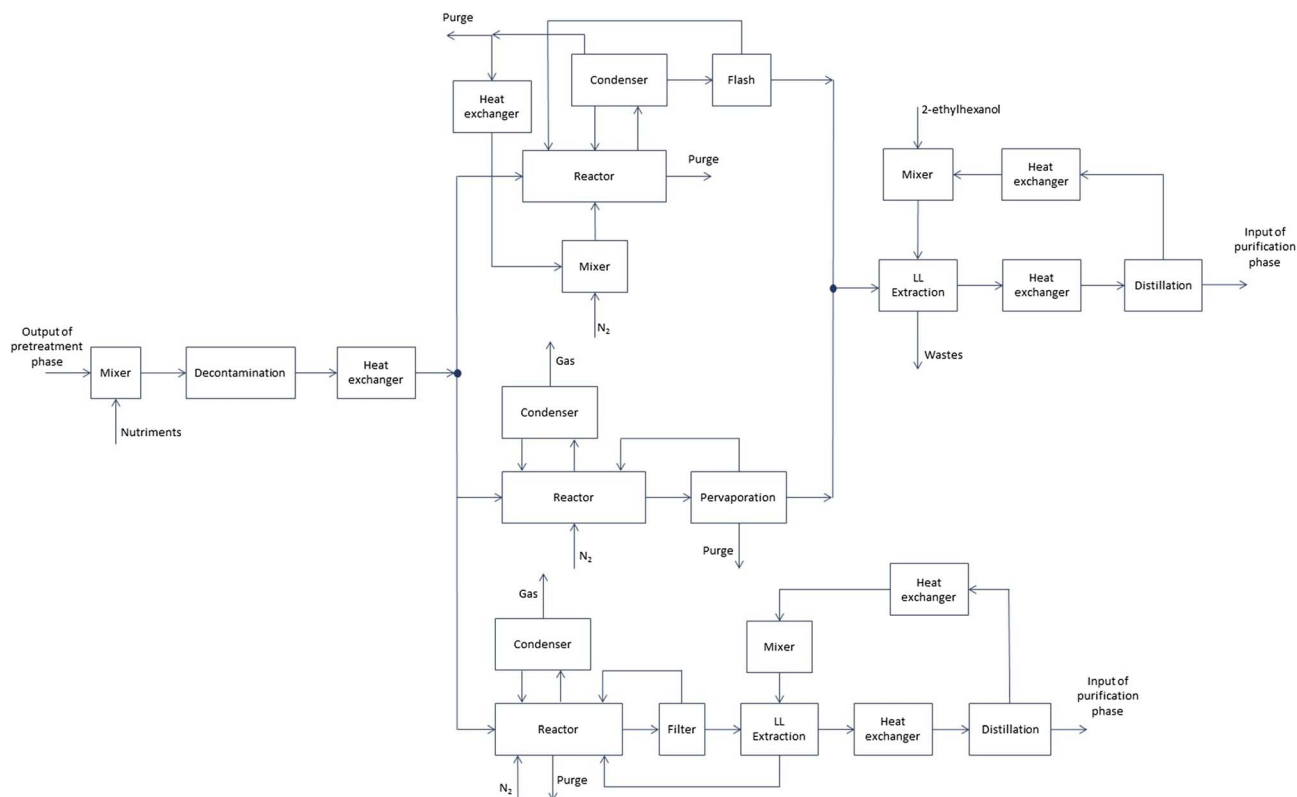 Purge
Condenser
Flash
Heat
exchanger
Reactor
Purge
Mixer
N₂
2-ethylhexanol
Mixer
Heat
exchanger
LL
Extraction
Heat
exchanger
Distillation
Input of
purification
phase
Wastes
Output of
pretreatment
phase
Mixer
Decontamination
Heat
exchanger
Nutriments
Gas
Condenser
Reactor
Pervaporation
N₂
Purge
Gas
Condenser
Reactor
Filter
N₂
Purge
Mixer
Heat
exchanger
LL
Extraction
Heat
exchanger
Distillation
Input of
purification
phase